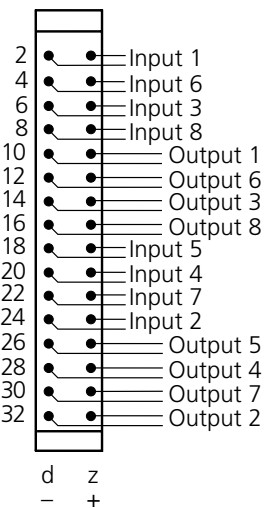 2 Input 1
4 Input 6
6 Input 3
8 Input 8
10 Output 1
12 Output 6
14 Output 3
16 Output 8
18 Input 5
20 Input 4
22 Input 7
24 Input 2
26 Output 5
28 Output 4
30 Output 7
32 Output 2
d z
– +